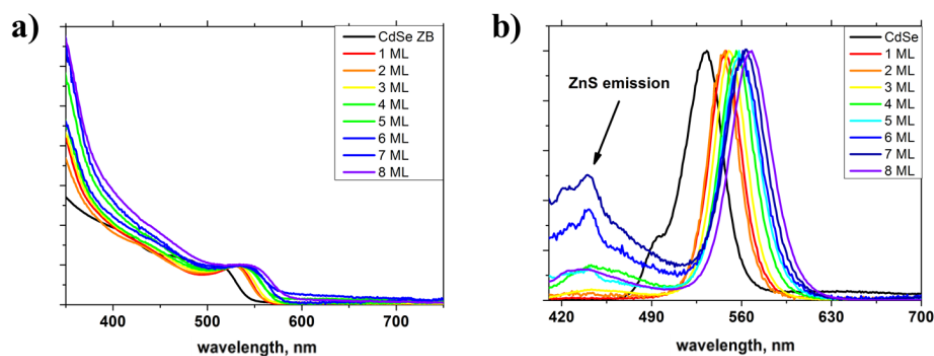 a)
CdSe ZB
1 ML
2 ML
3 ML
4 ML
5 ML
6 ML
7 ML
8 ML
400 500 600 700
wavelength, nm
b)
ZnS emission
CdSe
1 ML
2 ML
3 ML
4 ML
5 ML
6 ML
7 ML
8 ML
420 490 560 630 700
wavelength, nm